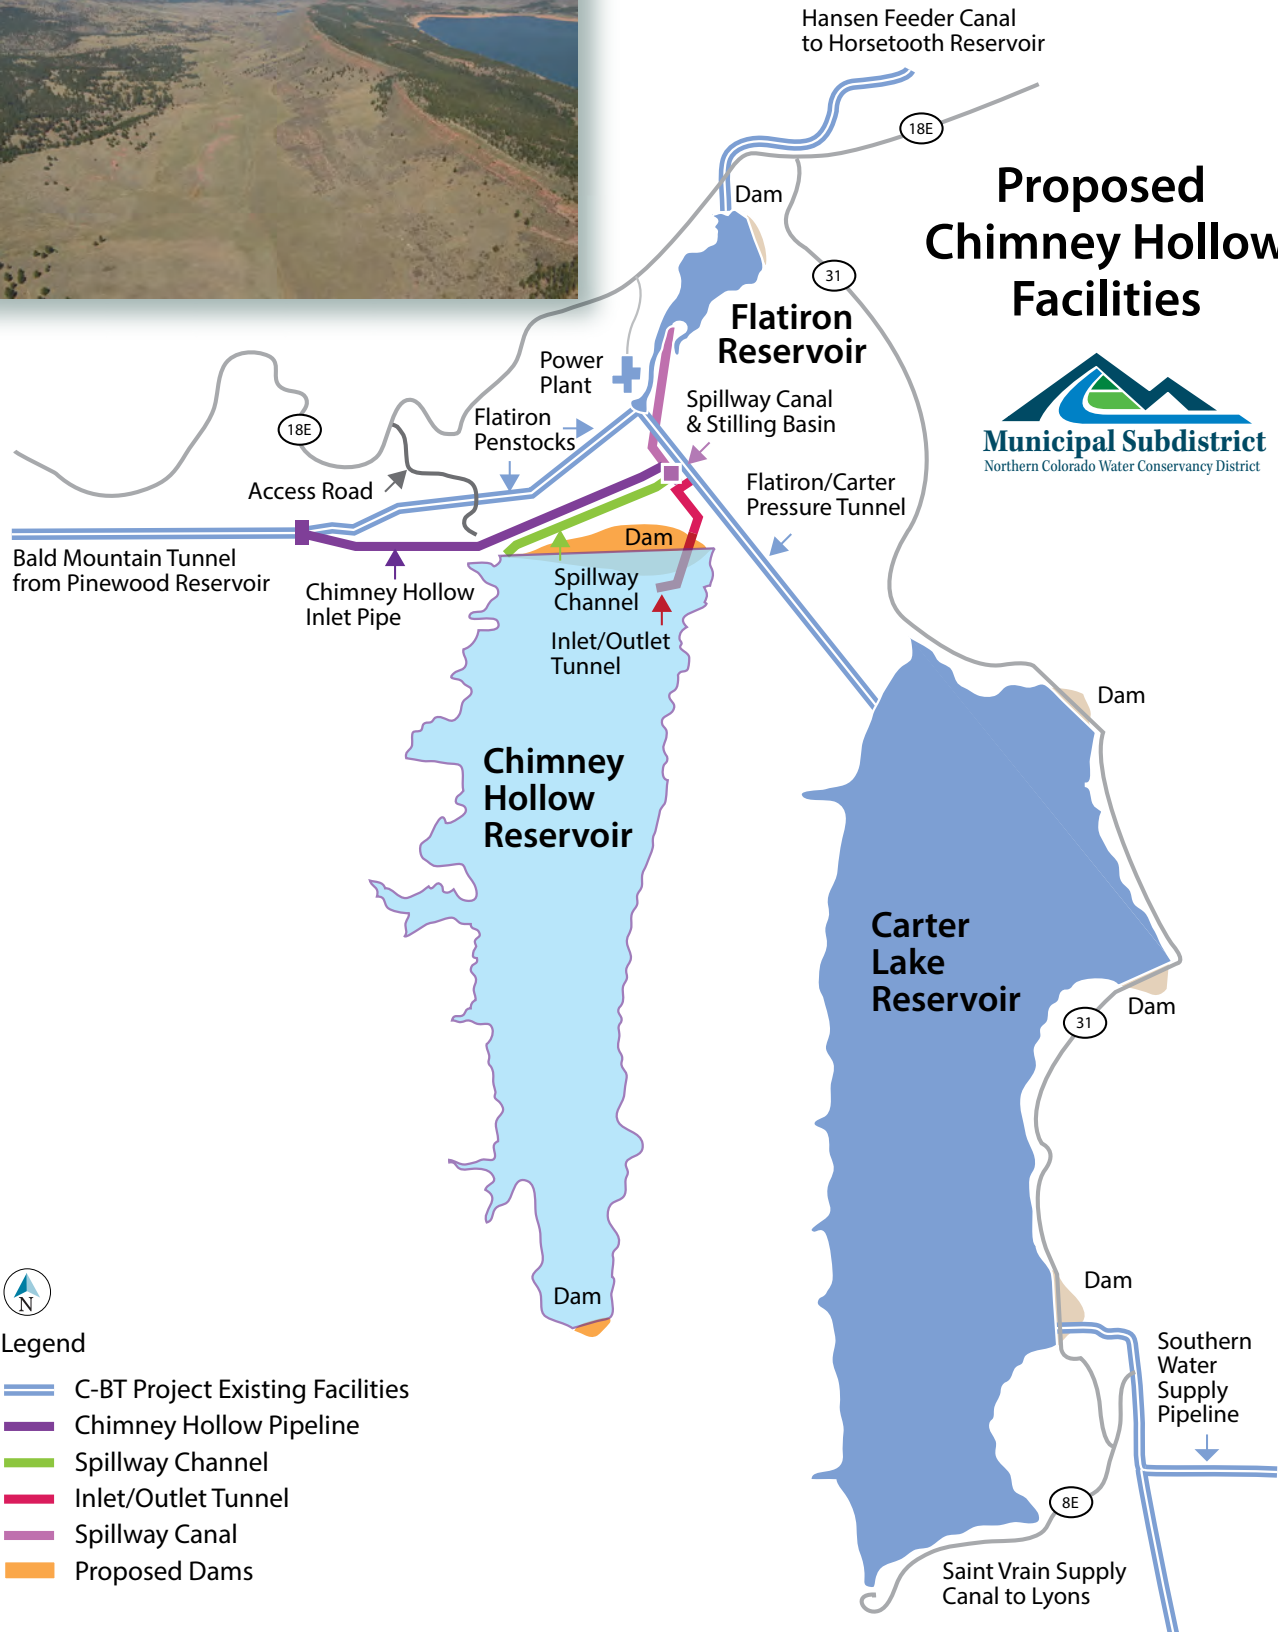 Hansen Feeder Canal
to Horsetooth Reservoir
18E
Proposed
Chimney Hollow
Facilities
Dam
31
Flatiron
Reservoir
Power
Plant
Municipal Subdistrict
Northern Colorado Water Conservancy District
Spillway Canal
& Stilling Basin
Flatiron
Penstocks
18E
Access Road
Flatiron/Carter
Pressure Tunnel
Dam
Bald Mountain Tunnel
from Pinewood Reservoir
Chimney Hollow
Inlet Pipe
Spillway
Channel
Inlet/Outlet
Tunnel
Dam
Chimney
Hollow
Reservoir
Carter
Lake
Reservoir
Dam
31
Dam
Dam
N
Southern
Water
Supply
Pipeline
8E
Saint Vrain Supply
Canal to Lyons
Legend
C-BT Project Existing Facilities
Chimney Hollow Pipeline
Spillway Channel
Inlet/Outlet Tunnel
Spillway Canal
Proposed Dams